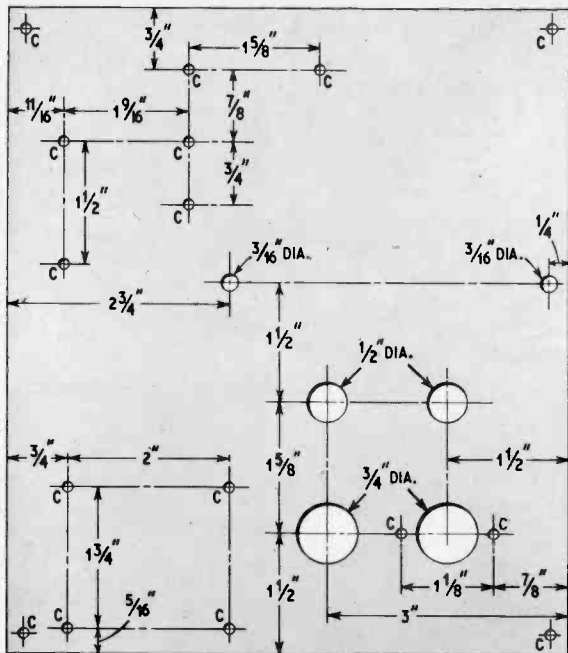 C
C
3/4"
1 5/8"
C
C
11/16"
1 9/16"
7/8"
C
C
1 1/2"
3/4"
C
C
1/4"
3/16" DIA.
3/16" DIA.
2 3/4"
1 1/2"
1/2" DIA.
3/4"
2"
1 5/8"
1 1/2"
3/4" DIA.
C
C
C
C
1 3/4"
1 1/8"
7/8"
5/16"
1 1/2"
3"
C
C
C
C